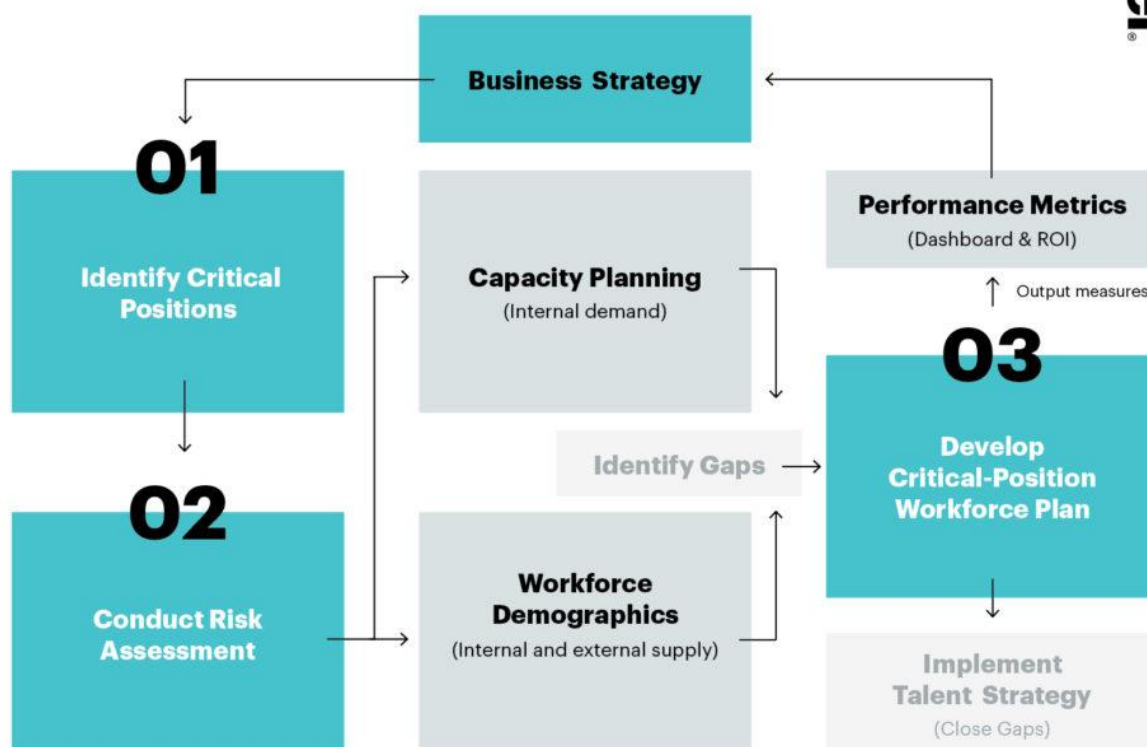 Business Strategy
01
Identify Critical
Positions
Capacity Planning
(Internal demand)
Performance Metrics
(Dashboard & ROI)
Output measures
03
Develop
Critical-Position
Workforce Plan
Identify Gaps
02
Conduct Risk
Assessment
Workforce
Demographics
(Internal and external supply)
Implement
Talent Strategy
(Close Gaps)